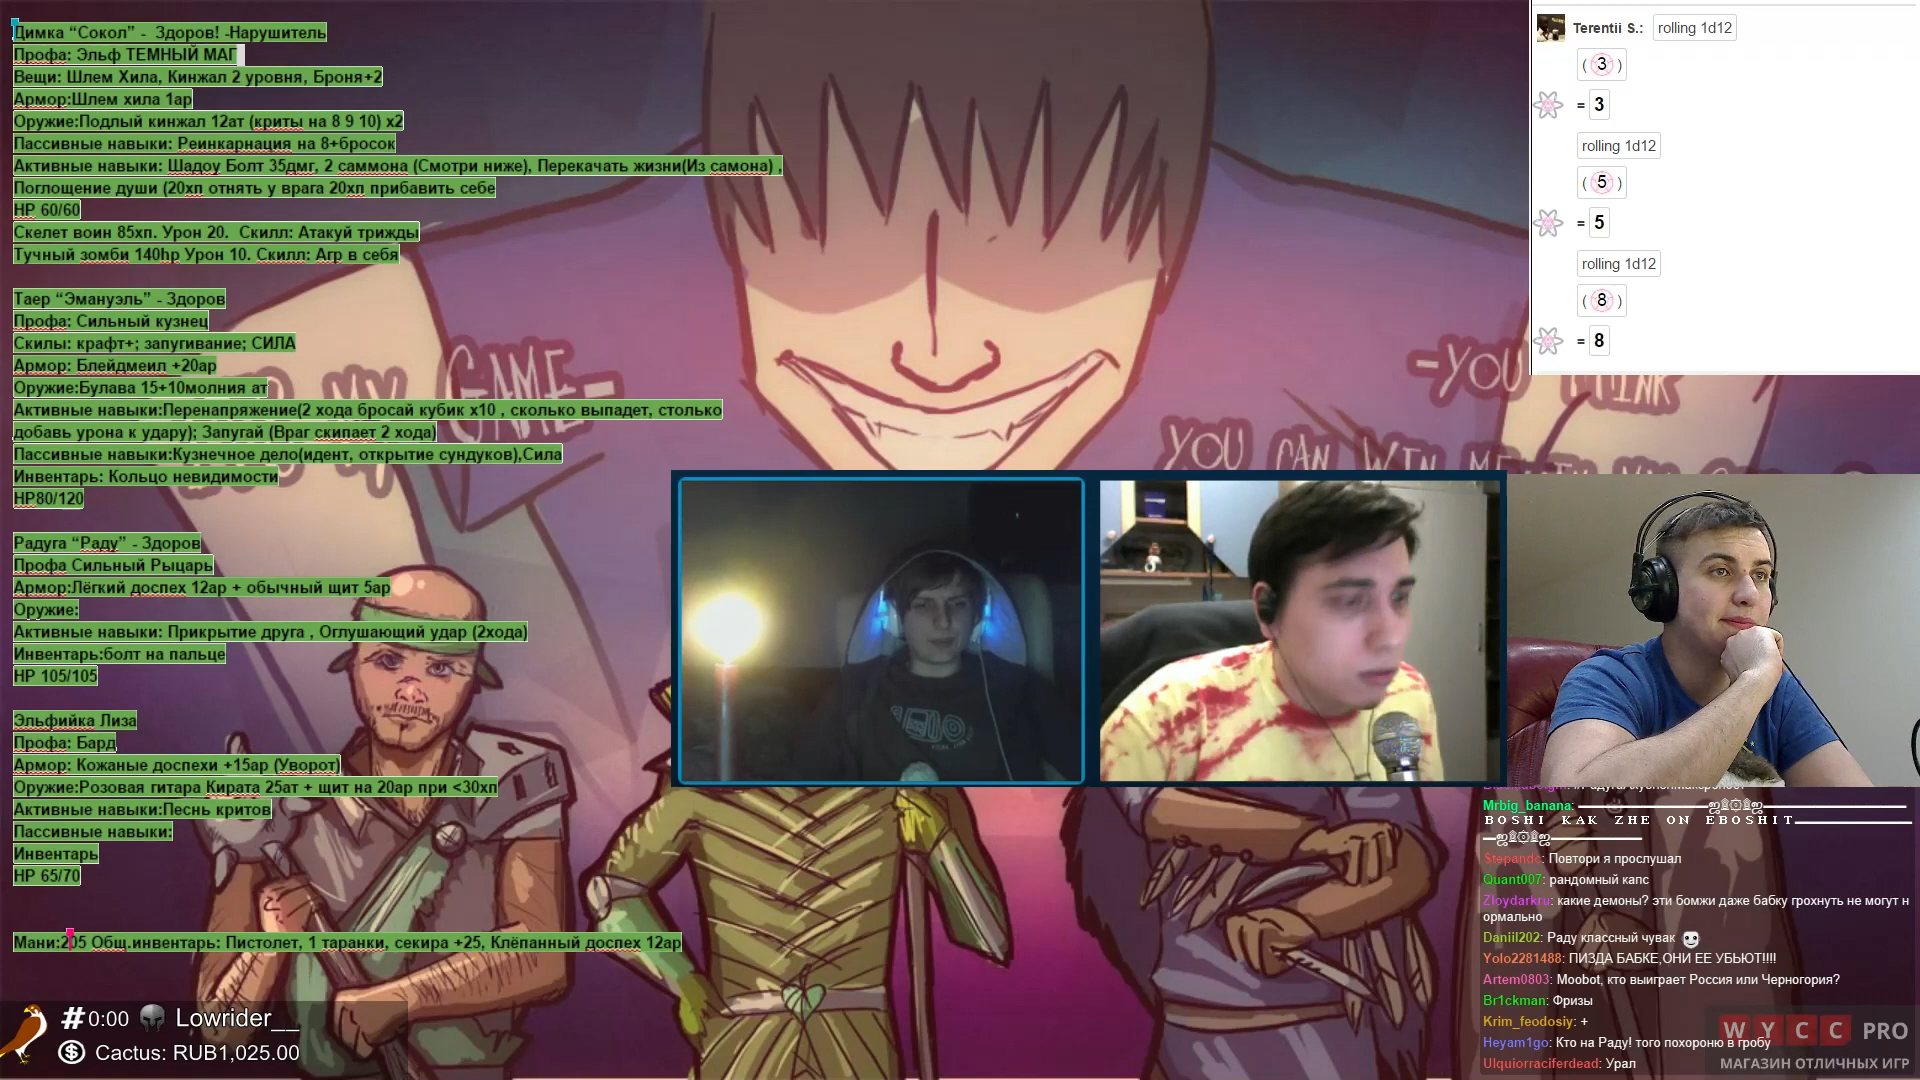 Димка “Сокол” -  Здоров! -Нарушитель
Профа: Эльф ТЕМНЫЙ МАГ
Вещи: Шлем Хила, Кинжал 2 уровня, Броня+2
Армор:Шлем хила 1ар
Оружие:Подлый кинжал 12ат (криты на 8 9 10) х2
Пассивные навыки: Реинкарнация на 8+бросок
Активные навыки: Шадоу Болт 35дмг, 2 саммона (Смотри ниже), Перекачать жизни(Из самона) ,
Поглощение души (20хп отнять у врага 20хп прибавить себе
HP 60/60
Скелет воин 85хп. Урон 20.  Скилл: Атакуй трижды
Тучный зомби 140hp Урон 10. Скилл: Агр в себя
Таер “Эмануэль” - Здоров
Профа: Сильный кузнец
Скилы: крафт+; запугивание; СИЛА
Армор: Блейдмеил +20ар
Оружие:Булава 15+10молния ат
Активные навыки:Перенапряжение(2 хода бросай кубик х10 , сколько выпадет, столько
добавь урона к удару); Запугай (Враг скипает 2 хода)
Пассивные навыки:Кузнечное дело(идент, открытие сундуков),Сила
Инвентарь: Кольцо невидимости
HP80/120
Радуга “Раду” - Здоров
Профа Сильный Рыцарь
Армор:Лёгкий доспех 12ар + обычный щит 5ар
Оружие:
Активные навыки: Прикрытие друга , Оглушающий удар (2хода)
Инвентарь:болт на пальце
HP 105/105
Эльфийка Лиза
Профа: Бард
Армор: Кожаные доспехи +15ар (Уворот)
Оружие:Розовая гитара Кирата 25ат + щит на 20ар при <30хп
Активные навыки:Песнь критов
Пассивные навыки:
Инвентарь
HP 65/70
Мани:205 Общ.инвентарь: Пистолет, 1 таранки, секира +25, Клёпанный доспех 12ар
#0:00 Lowrider__
Cactus: RUB1,025.00
MY GAME-
-YOU THINK
YOU CAN WIN ME
Terentii S.: rolling 1d12
( 3 )
= 3
rolling 1d12
( 5 )
= 5
rolling 1d12
( 8 )
= 8
Mrbig_banana:
BOSHI KAK ZHE ON EBOSHIT
Stepandc: Повтори я прослушал
Quant007: рандомный капс
Zloydarkru: какие демоны? эти бомжи даже бабку грохнуть не могут н
ормально
Daniil202: Раду классный чувак
Yolo2281488: ПИЗДА БАБКЕ,ОНИ ЕЕ УБЬЮТ!!!!
Artem0803: Moobot, кто выиграет Россия или Черногория?
Br1ckman: Фризы
Krim_feodosiy: +
Heyam1go: Кто на Раду! того похороню в гробу
Ulquiorraciferdead: Урал
WYCC PRO
МАГАЗИН ОТЛИЧНЫХ ИГР